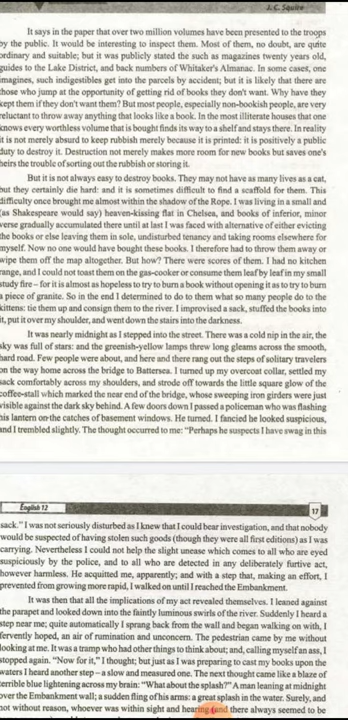 J. C. Squire
It says in the paper that over two million volumes have been presented to the troops
by the public. It would be interesting to inspect them. Most of them, no doubt, are quite
ordinary and suitable; but it was publicly stated the such as magazines twenty years old,
guides to the Lake District, and back numbers of Whitaker's Almanac. In some cases, one
imagines, such indigestibles get into the parcels by accident; but it is likely that there are
those who jump at the opportunity of getting rid of books they don't want. Why have they
kept them if they don't want them? But most people, especially non-bookish people, are very
reluctant to throw away anything that looks like a book. In the most illiterate houses that one
knows every worthless volume that is bought finds its way to a shelf and stays there. In reality
it is not merely absurd to keep rubbish merely because it is printed: it is positively a public
duty to destroy it. Destruction not merely makes more room for new books but saves one's
heirs the trouble of sorting out the rubbish or storing it.
But it is not always easy to destroy books. They may not have as many lives as a cat,
but they certainly die hard: and it is sometimes difficult to find a scaffold for them. This
difficulty once brought me almost within the shadow of the Rope. I was living in a small and
(as Shakespeare would say) heaven-kissing flat in Chelsea, and books of inferior, minor
verse gradually accumulated there until at last I was faced with alternative of either evicting
the books or else leaving them in sole, undisturbed tenancy and taking rooms elsewhere for
myself. Now no one would have bought these books. I therefore had to throw them away or
wipe them off the map altogether. But how? There were scores of them. I had no kitchen
range, and I could not toast them on the gas-cooker or consume them leaf by leaf in my small
study fire – for it is almost as hopeless to try to burn a book without opening it as to try to burn
a piece of granite. So in the end I determined to do to them what so many people do to the
kittens: tie them up and consign them to the river. I improvised a sack, stuffed the books into
it, put it over my shoulder, and went down the stairs into the darkness.
It was nearly midnight as I stepped into the street. There was a cold nip in the air, the
sky was full of stars: and the greenish-yellow lamps threw long gleams across the smooth,
hard road. Few people were about, and here and there rang out the steps of solitary travelers
on the way home across the bridge to Battersea. I turned up my overcoat collar, settled my
sack comfortably across my shoulders, and strode off towards the little square glow of the
coffee-stall which marked the near end of the bridge, whose sweeping iron girders were just
visible against the dark sky behind. A few doors down I passed a policeman who was flashing
his lantern on the catches of basement windows. He turned. I fancied he looked suspicious,
and I trembled slightly. The thought occurred to me: "Perhaps he suspects I have swag in this
English 12
17
sack." I was not seriously disturbed as I knew that I could bear investigation, and that nobody
would be suspected of having stolen such goods (though they were all first editions) as I was
carrying. Nevertheless I could not help the slight unease which comes to all who are eyed
suspiciously by the police, and to all who are detected in any deliberately furtive act,
however harmless. He acquitted me, apparently; and with a step that, making an effort, I
prevented from growing more rapid, I walked on until I reached the Embankment.
It was then that all the implications of my act revealed themselves. I leaned against
the parapet and looked down into the faintly luminous swirls of the river. Suddenly I heard a
step near me; quite automatically I sprang back from the wall and began walking on with, I
fervently hoped, an air of rumination and unconcern. The pedestrian came by me without
looking at me. It was a tramp who had other things to think about; and, calling myself an ass, I
stopped again. "Now for it," I thought; but just as I was preparing to cast my books upon the
waters I heard another step – a slow and measured one. The next thought came like a blaze of
terrible blue lightening across my brain: "What about the splash?" A man leaning at midnight
over the Embankment wall; a sudden fling of his arms: a great splash in the water. Surely, and
not without reason, whoever was within sight and hearing (and there always seemed to be